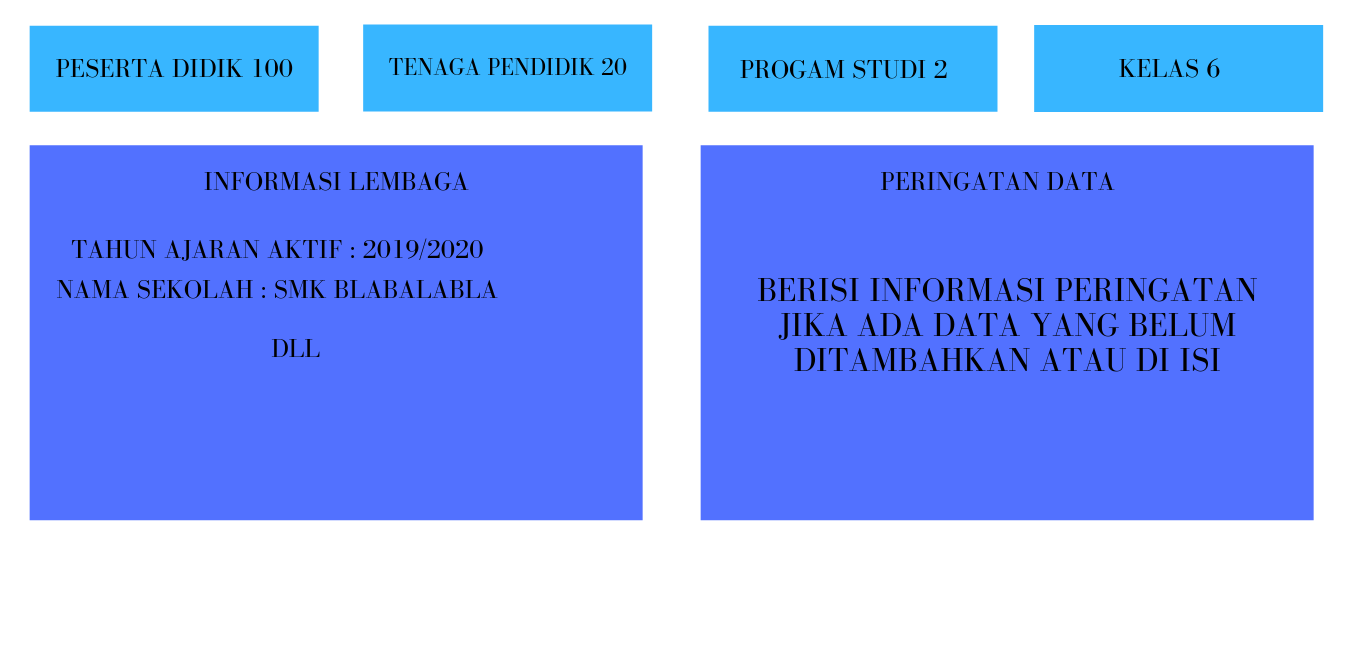 PESERTA DIDIK 100
TENAGA PENDIDIK 20
PROGAM STUDI 2
KELAS 6
INFORMASI LEMBAGA
TAHUN AJARAN AKTIF : 2019/2020
NAMA SEKOLAH : SMK BLABALABLA
DLL
PERINGATAN DATA
BERISI INFORMASI PERINGATAN
JIKA ADA DATA YANG BELUM
DITAMBAHKAN ATAU DI ISI